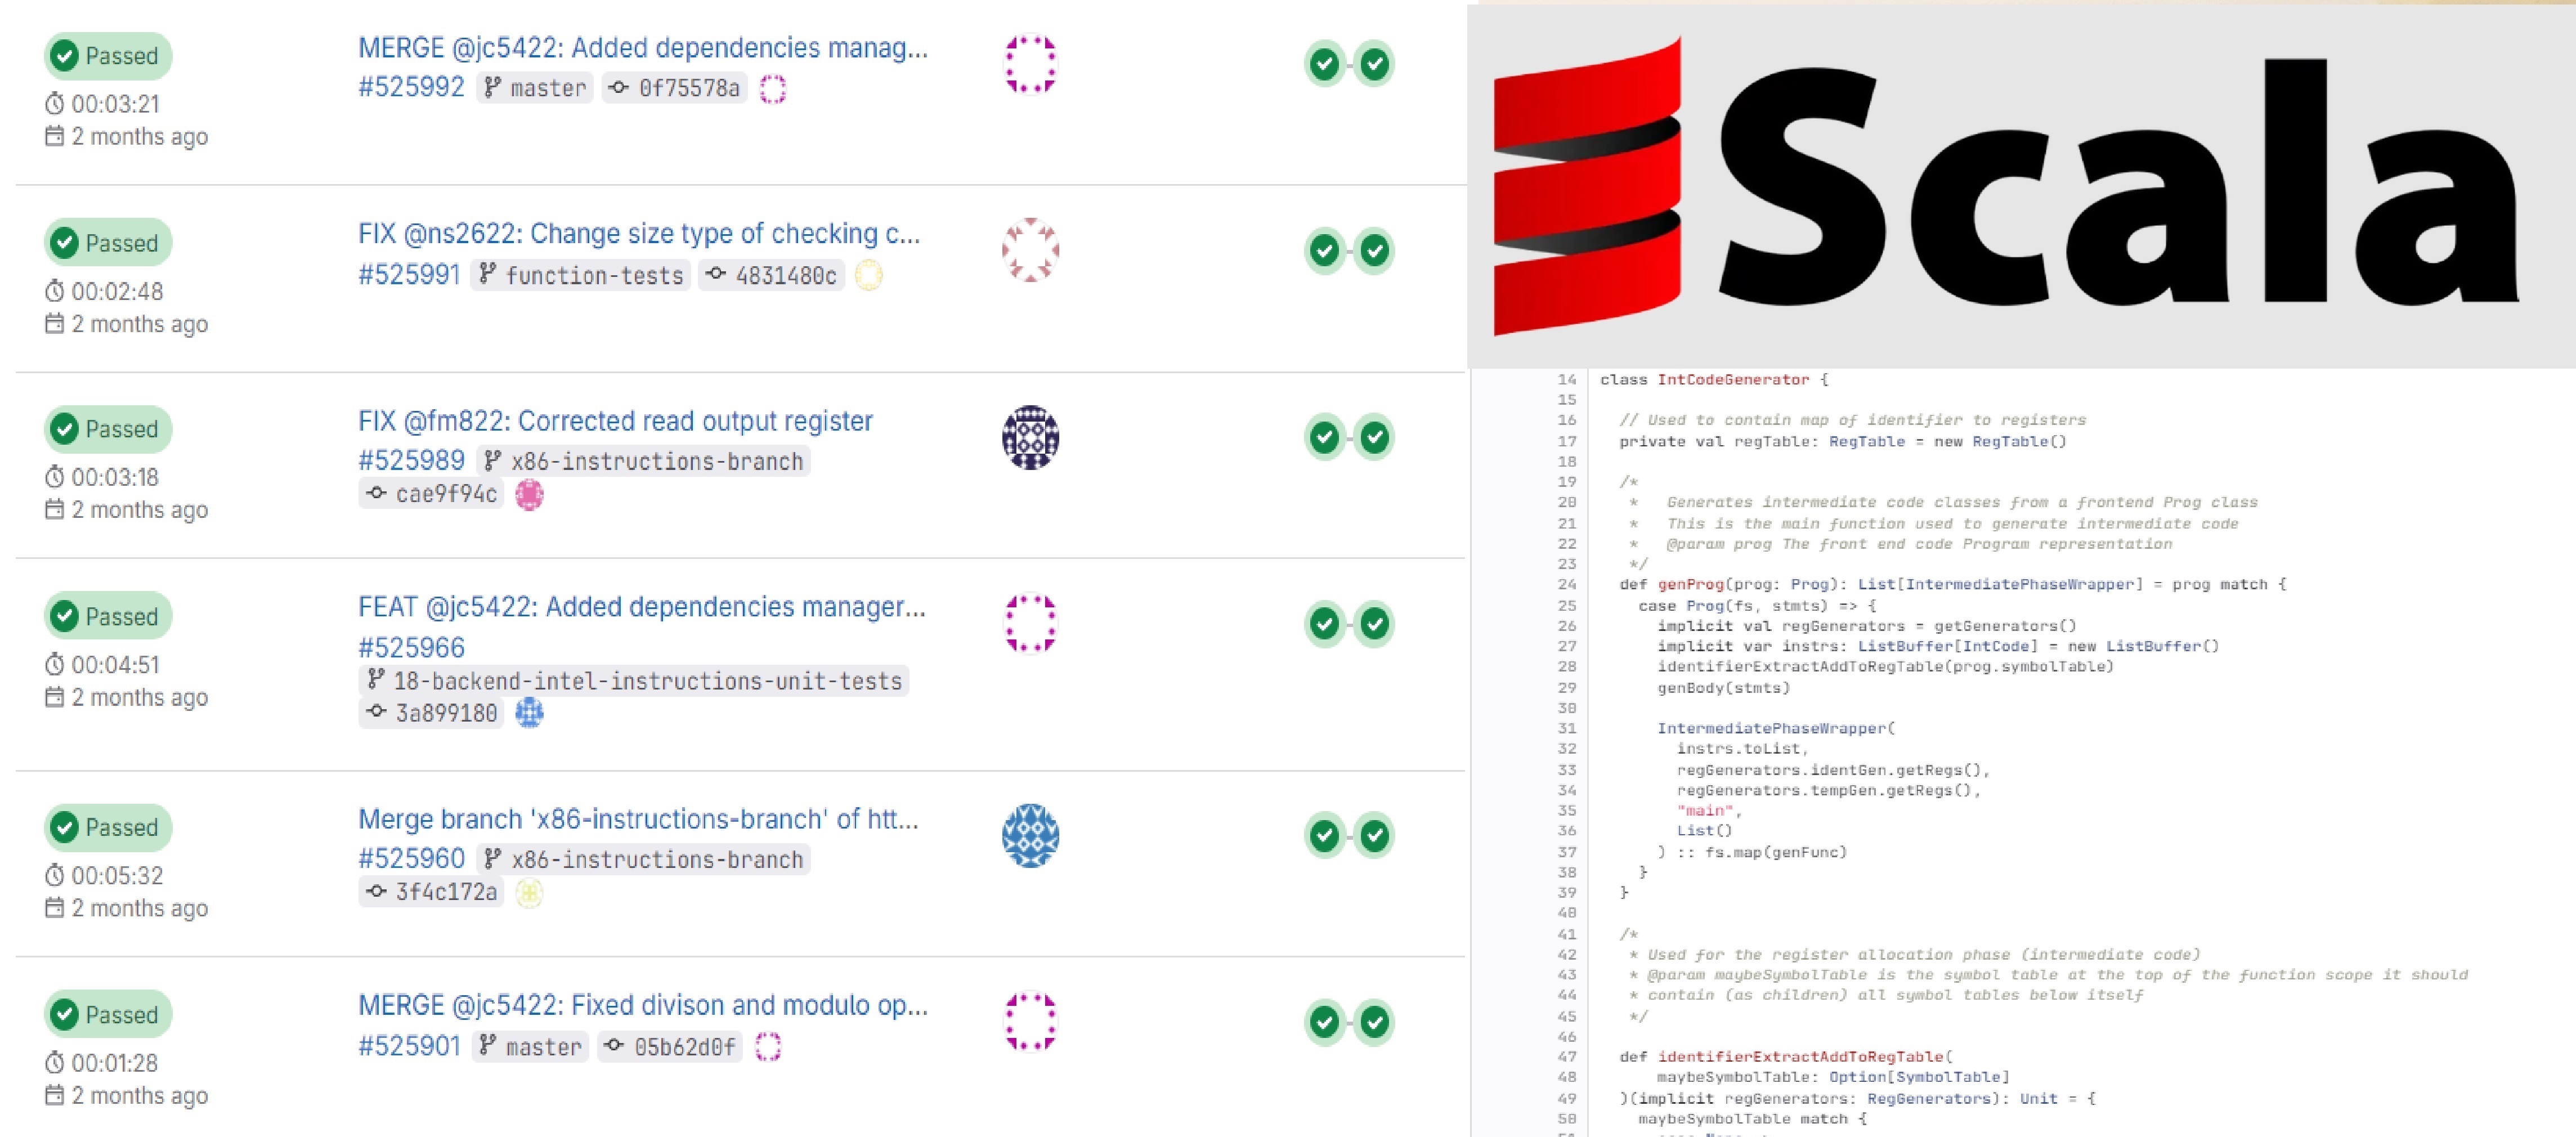 Passed
00:03:21
2 months ago
MERGE @jc5422: Added dependencies manag...
#525992 master 0f75578a
Passed
00:02:48
2 months ago
FIX @ns2622: Change size type of checking c...
#525991 function-tests 4831480c
Passed
00:03:18
2 months ago
FIX @fm822: Corrected read output register
#525989 x86-instructions-branch
cae9f94c
Passed
00:04:51
2 months ago
FEAT @jc5422: Added dependencies manager...
#525966
18-backend-intel-instructions-unit-tests
3a899180
Passed
00:05:32
2 months ago
Merge branch 'x86-instructions-branch' of htt...
#525960 x86-instructions-branch
3f4c172a
Passed
00:01:28
2 months ago
MERGE @jc5422: Fixed divison and modulo op...
#525901 master 05b62d0f
Scala
14 class IntCodeGenerator {
15
16 // Used to contain map of identifier to registers
17 private val regTable: RegTable = new RegTable()
18
19 /*
20 * Generates intermediate code classes from a frontend Prog class
21 * This is the main function used to generate intermediate code
22 * @param prog The front end code Program representation
23 */
24 def genProg(prog: Prog): List[IntermediatePhaseWrapper] = prog match {
25 case Prog(fs, stmts) => {
26 implicit val regGenerators = getGenerators()
27 implicit var instrs: ListBuffer[IntCode] = new ListBuffer()
28 identifierExtractAddToRegTable(prog.symbolTable)
29 genBody(stmts)
30
31 IntermediatePhaseWrapper(
32 instrs.toList,
33 regGenerators.identGen.getRegs(),
34 regGenerators.tempGen.getRegs(),
35 "main",
36 List()
37 ) :: fs.map(genFunc)
38 }
39 }
40
41 /*
42 * Used for the register allocation phase (intermediate code)
43 * @param maybeSymbolTable is the symbol table at the top of the function scope it should
44 * contain (as children) all symbol tables below itself
45 */
46
47 def identifierExtractAddToRegTable(
48 maybeSymbolTable: Option[SymbolTable]
49 )(implicit regGenerators: RegGenerators): Unit = {
50 maybeSymbolTable match {